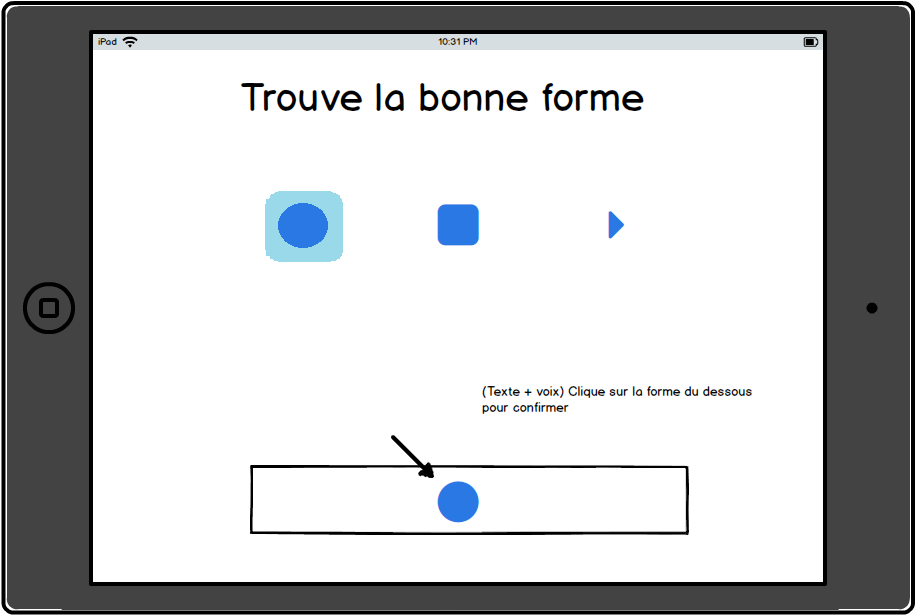 iPad 10:31 PM
Trouve la bonne forme
(Texte + voix) Clique sur la forme du dessous
pour confirmer